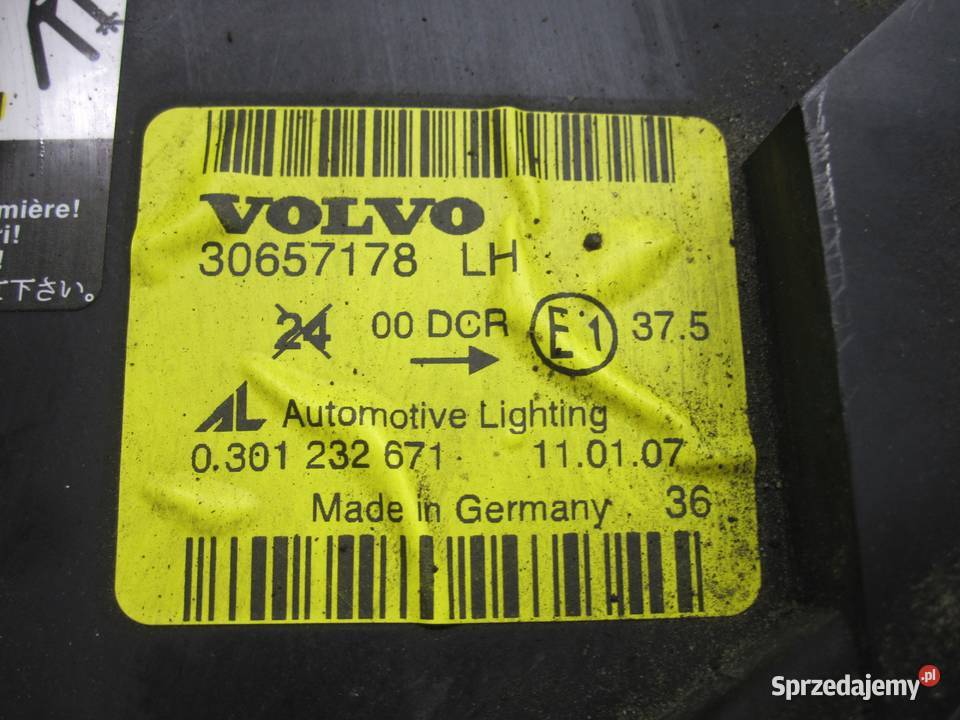 mière!
ri!
!
て下さい。
VOLVO
30657178 LH
24 00 DCR E1 37.5
AL Automotive Lighting
0.301 232 671 11.01.07
Made in Germany 36
Sprzedajemy.pl